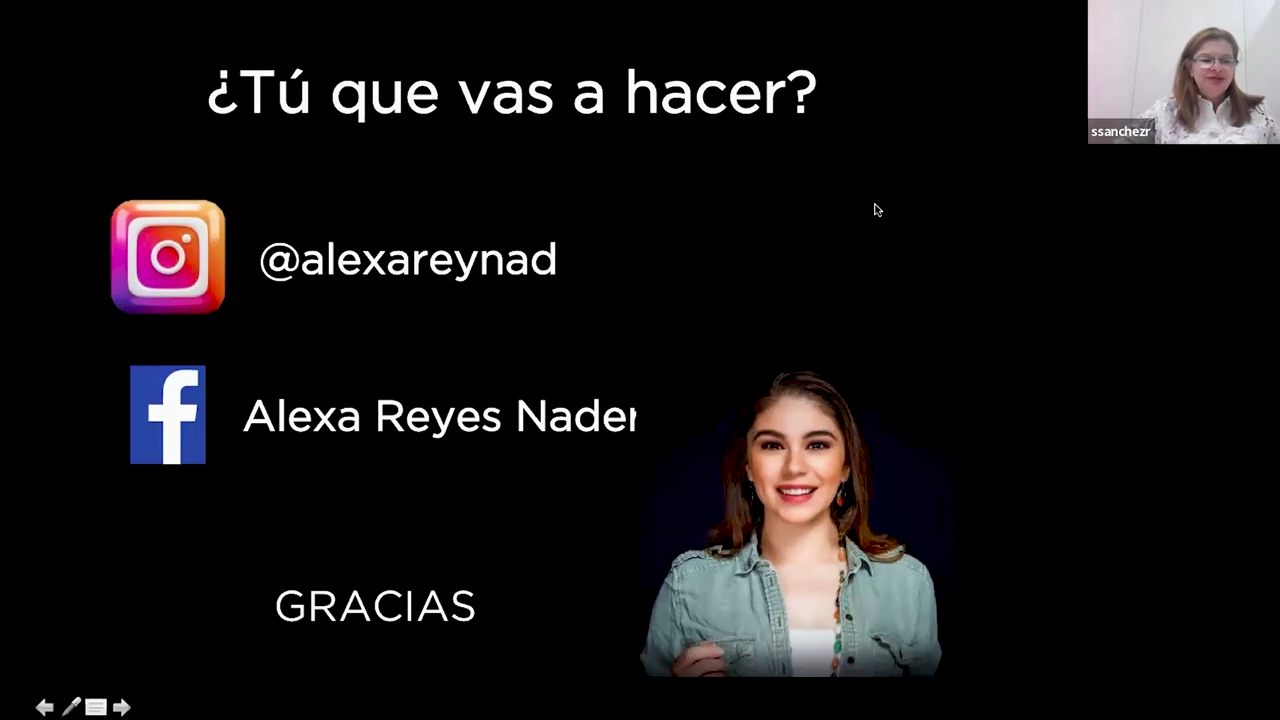 ¿Tú que vas a hacer?
ssanchezr
@alexareynad
Alexa Reyes Nader
GRACIAS